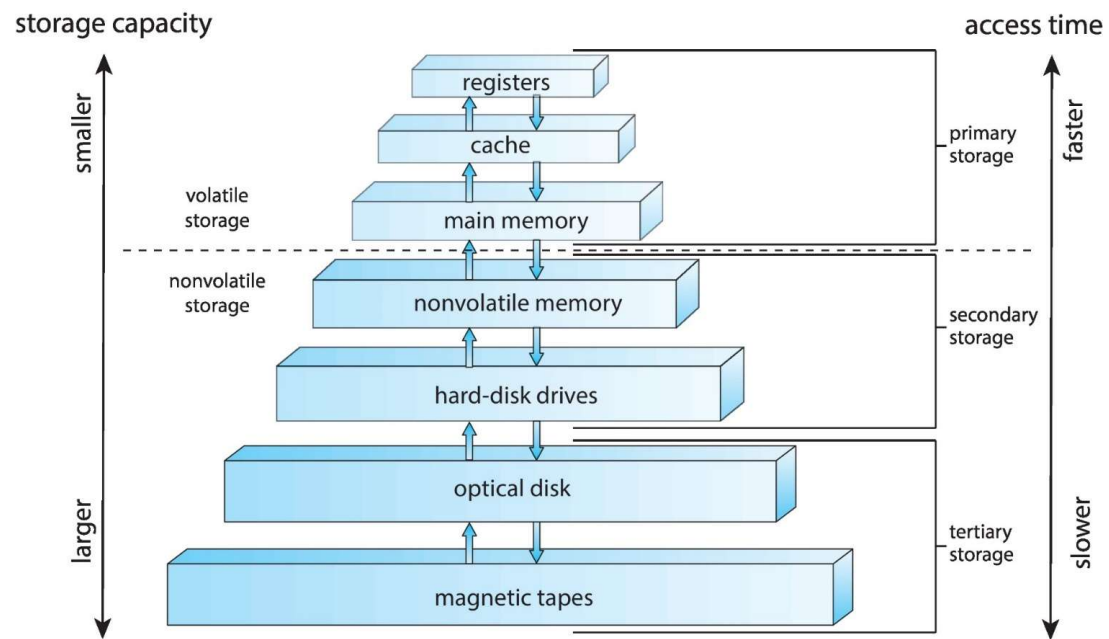 storage capacity
access time
smaller
larger
faster
slower
registers
cache
main memory
nonvolatile memory
hard-disk drives
optical disk
magnetic tapes
volatile
storage
nonvolatile
storage
primary
storage
secondary
storage
tertiary
storage